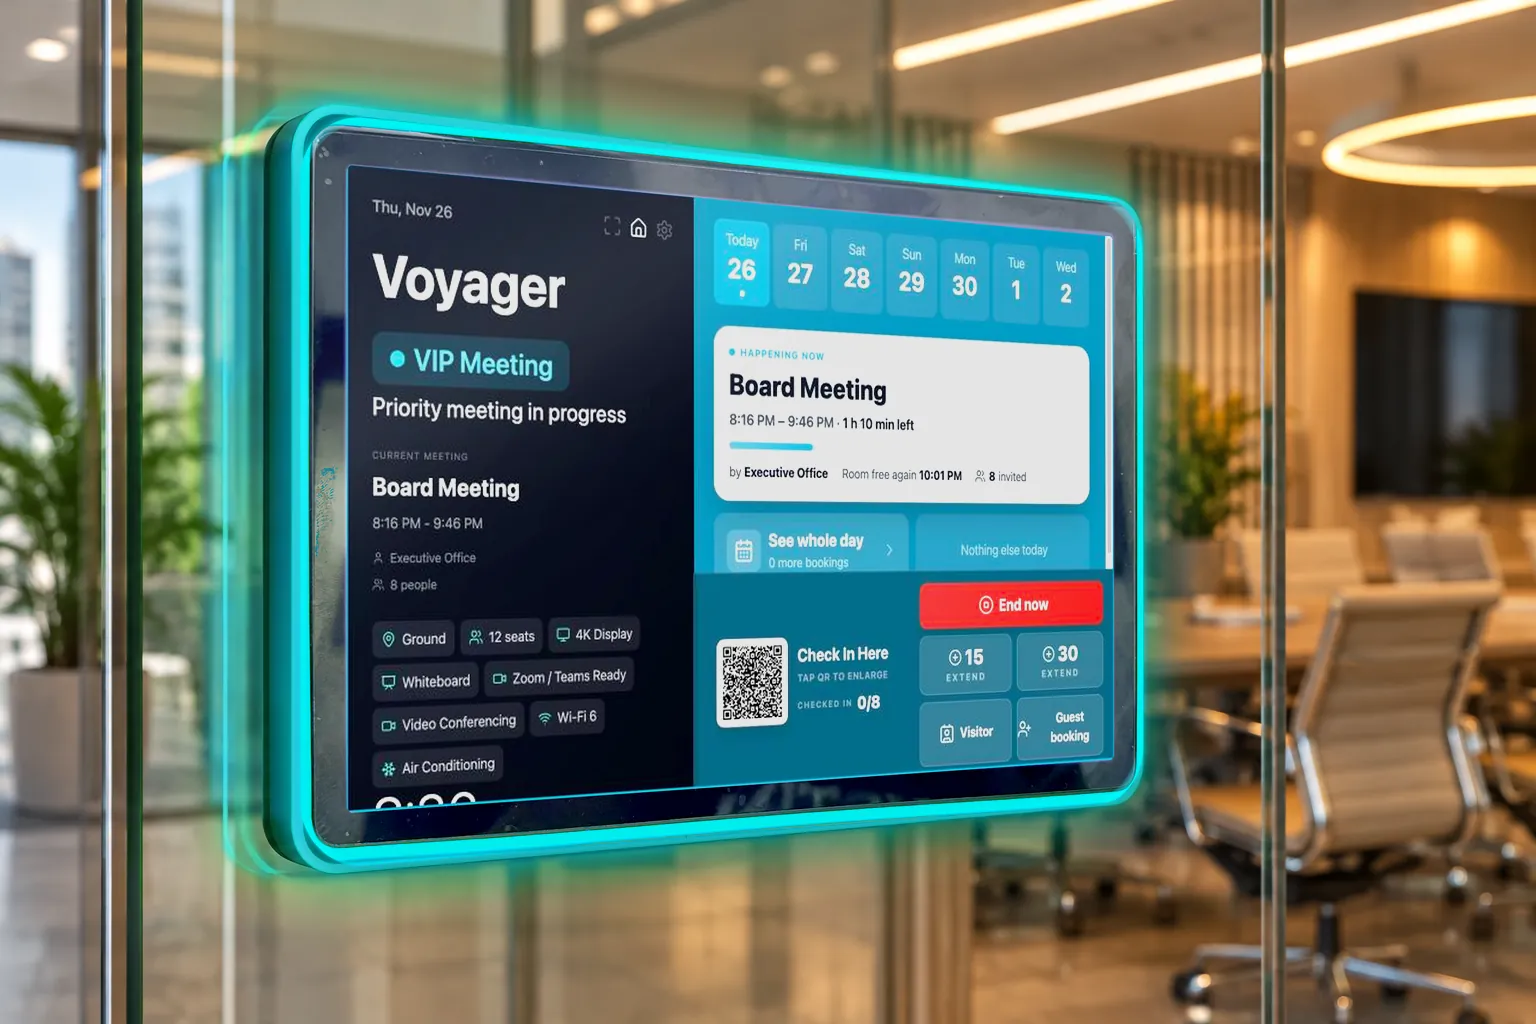 Thu, Nov 26
Voyager
VIP Meeting
Priority meeting in progress
CURRENT MEETING
Board Meeting
8:16 PM - 9:46 PM
Executive Office
8 people
Ground
12 seats
4K Display
Whiteboard
Zoom / Teams Ready
Video Conferencing
Wi-Fi 6
Air Conditioning
Today
26
Fri
27
Sat
28
Sun
29
Mon
30
Tue
1
Wed
2
HAPPENING NOW
Board Meeting
8:16 PM – 9:46 PM · 1 h 10 min left
by Executive Office
Room free again 10:01 PM
8 invited
See whole day
0 more bookings
Nothing else today
Check In Here
TAP QR TO ENLARGE
CHECKED IN 0/8
End now
15
EXTEND
30
EXTEND
Visitor
Guest
booking